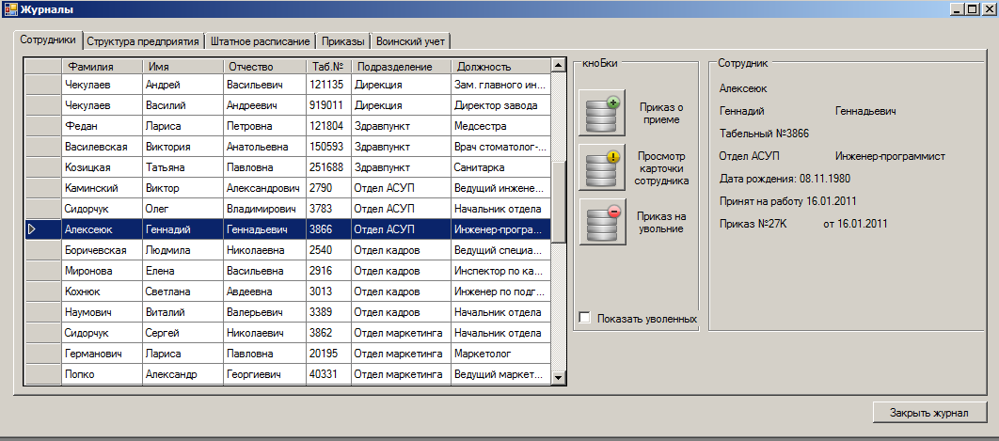 Журналы
Сотрудники Структура предприятия Штатное расписание Приказы Воинский учет
Фамилия Имя Отчество Таб.№ Подразделение Должность
Чекулаев Андрей Васильевич 121135 Дирекция Зам. главного ин...
Чекулаев Василий Андреевич 919011 Дирекция Директор завода
Федан Лариса Петровна 121804 Здравпункт Медсестра
Василевская Виктория Анатольевна 150593 Здравпункт Врач стоматолог-...
Козицкая Татьяна Павловна 251688 Здравпункт Санитарка
Каминский Виктор Александрович 2790 Отдел АСУП Ведущий инжене...
Сидорчук Олег Владимирович 3783 Отдел АСУП Начальник отдела
Алексеюк Геннадий Геннадьевич 3866 Отдел АСУП Инженер-програ...
Боричевская Людмила Николаевна 2540 Отдел кадров Ведущий специа...
Миронова Елена Васильевна 2916 Отдел кадров Инспектор по ка...
Кохнюк Светлана Авдеевна 3013 Отдел кадров Инженер по подг...
Наумович Виталий Валерьевич 3389 Отдел кадров Начальник отдела
Сидорчук Сергей Николаевич 3862 Отдел маркетинга Начальник отдела
Германович Лариса Павловна 20195 Отдел маркетинга Маркетолог
Попко Александр Георгиевич 40331 Отдел маркетинга Ведущий маркет...
кноБки
Приказ о
приеме
Просмотр
карточки
сотрудника
Приказ на
увольние
Показать уволенных
Сотрудник
Алексеюк
Геннадий Геннадьевич
Табельный №3866
Отдел АСУП Инженер-программист
Дата рождения: 08.11.1980
Принят на работу 16.01.2011
Приказ №27К от 16.01.2011
Закрыть журнал